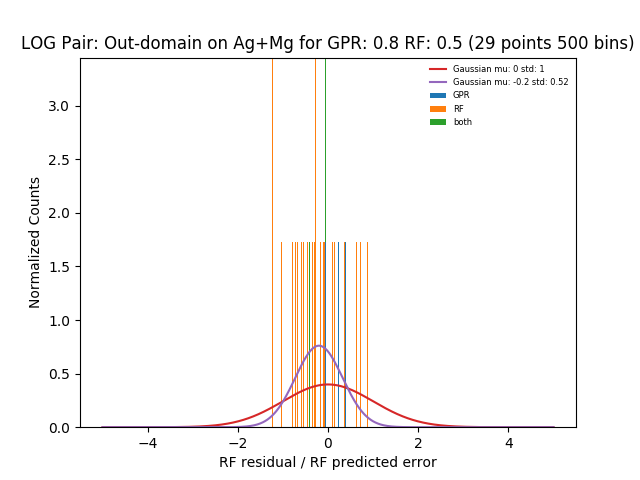 LOG Pair: Out-domain on Ag+Mg for GPR: 0.8 RF: 0.5 (29 points 500 bins)
Gaussian mu: 0 std: 1
Gaussian mu: -0.2 std: 0.52
GPR
RF
both
Normalized Counts
3.0
2.5
2.0
1.5
1.0
0.5
0.0
−4
−2
0
2
4
RF residual / RF predicted error